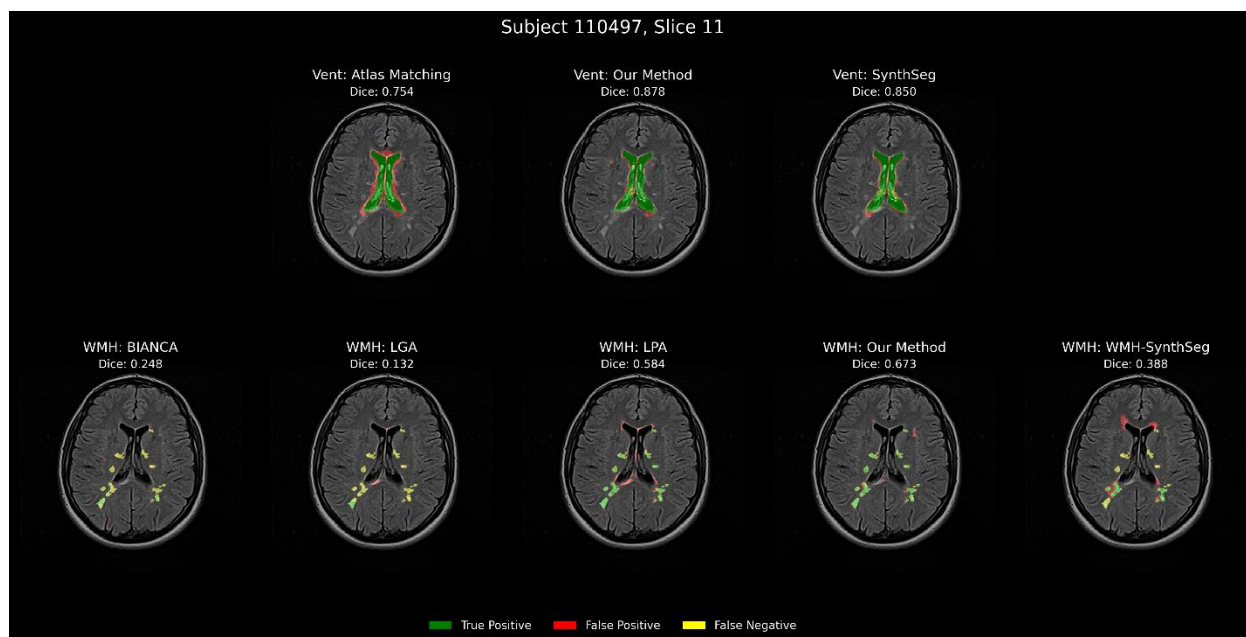 Subject 110497, Slice 11
Vent: Atlas Matching
Dice: 0.754
Vent: Our Method
Dice: 0.878
Vent: SynthSeg
Dice: 0.850
WMH: BIANCA
Dice: 0.248
WMH: LGA
Dice: 0.132
WMH: LPA
Dice: 0.584
WMH: Our Method
Dice: 0.673
WMH: WMH-SynthSeg
Dice: 0.388
True Positive
False Positive
False Negative